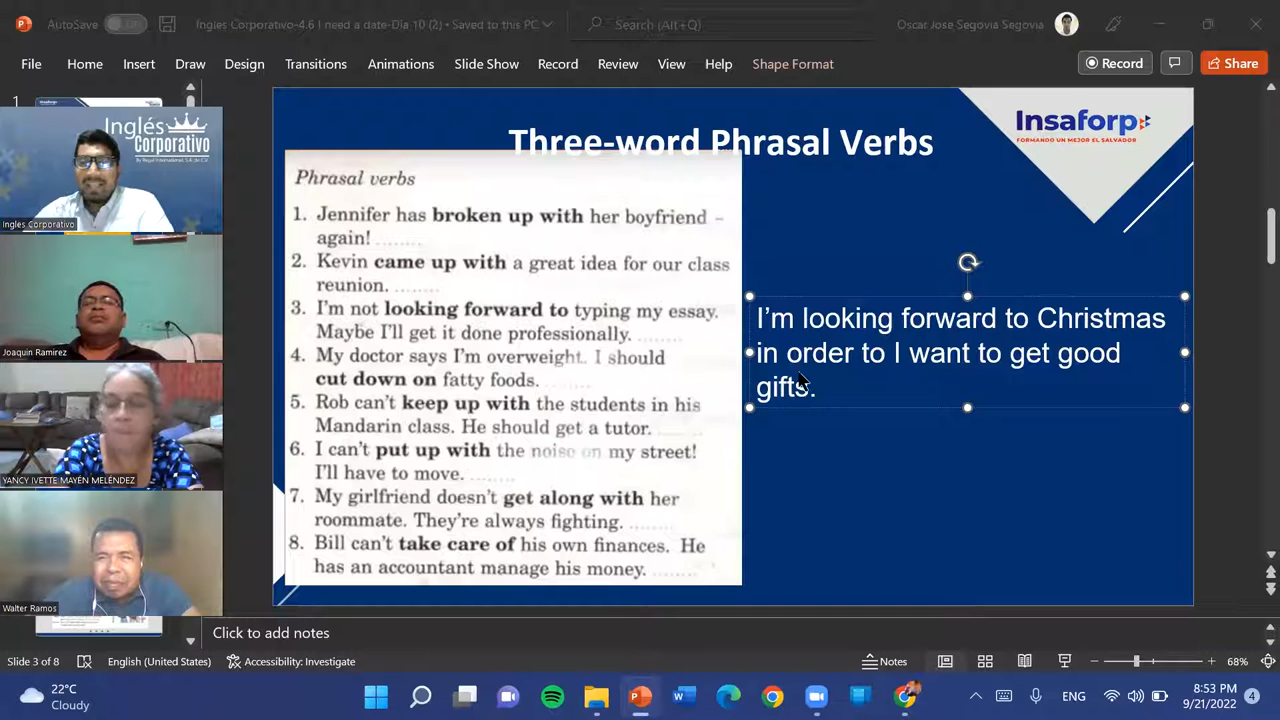 AutoSave
Off
Ingles Corporativo-4.6 I need a date-Dia 10 (2) • Saved to this PC
Search (Alt+Q)
Oscar Jose Segovia Segovia
File
Home
Insert
Draw
Design
Transitions
Animations
Slide Show
Record
Review
View
Help
Shape Format
Record
Share
1
Inglés
Corporativo
Ingles Corporativo
Joaquin Ramirez
YANCY IVETTE MAYÉN MELÉNDEZ
Walter Ramos
Three-word Phrasal Verbs
Insaforp
FORMANDO UN MEJOR EL SALVADOR
Phrasal verbs
1. Jennifer has broken up with her boyfriend –
again! ........
2. Kevin came up with a great idea for our class
reunion. ........
3. I'm not looking forward to typing my essay.
Maybe I'll get it done professionally. ........
4. My doctor says I'm overweight. I should
cut down on fatty foods. ........
5. Rob can't keep up with the students in his
Mandarin class. He should get a tutor. ........
6. I can't put up with the noise on my street!
I'll have to move. ........
7. My girlfriend doesn't get along with her
roommate. They're always fighting. ........
8. Bill can't take care of his own finances. He
has an accountant manage his money. ........
I'm looking forward to Christmas
in order to I want to get good
gifts.
Click to add notes
Slide 3 of 8
English (United States)
Accessibility: Investigate
Notes
68%
22°C
Cloudy
ENG
8:53 PM
9/21/2022
4